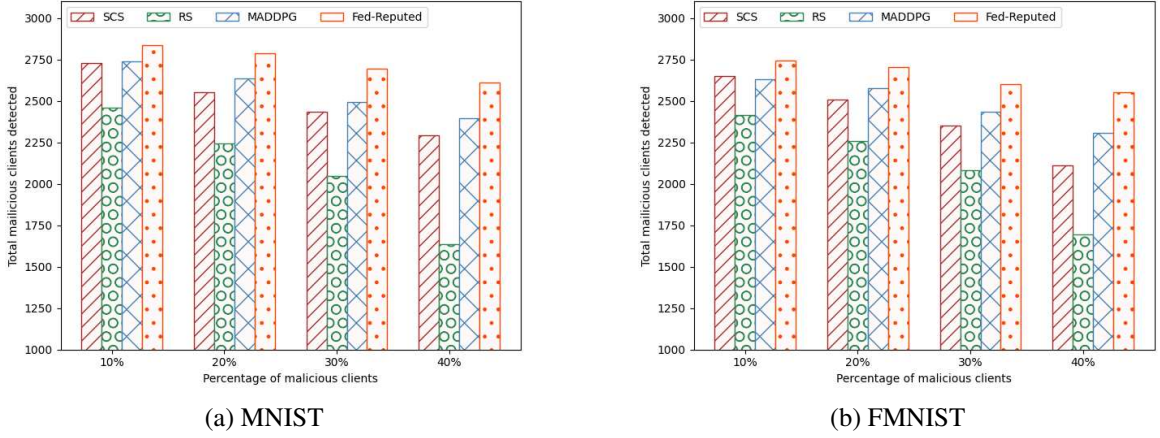 SCS RS MADDPG Fed-Reputed
3000
2750
2500
2250
2000
1750
1500
1250
1000
Total mailicious clients detected
10% 20% 30% 40%
Percentage of malicious clients
(a) MNIST
SCS RS MADDPG Fed-Reputed
3000
2750
2500
2250
2000
1750
1500
1250
1000
Total mailicious clients detected
10% 20% 30% 40%
Percentage of malicious clients
(b) FMNIST